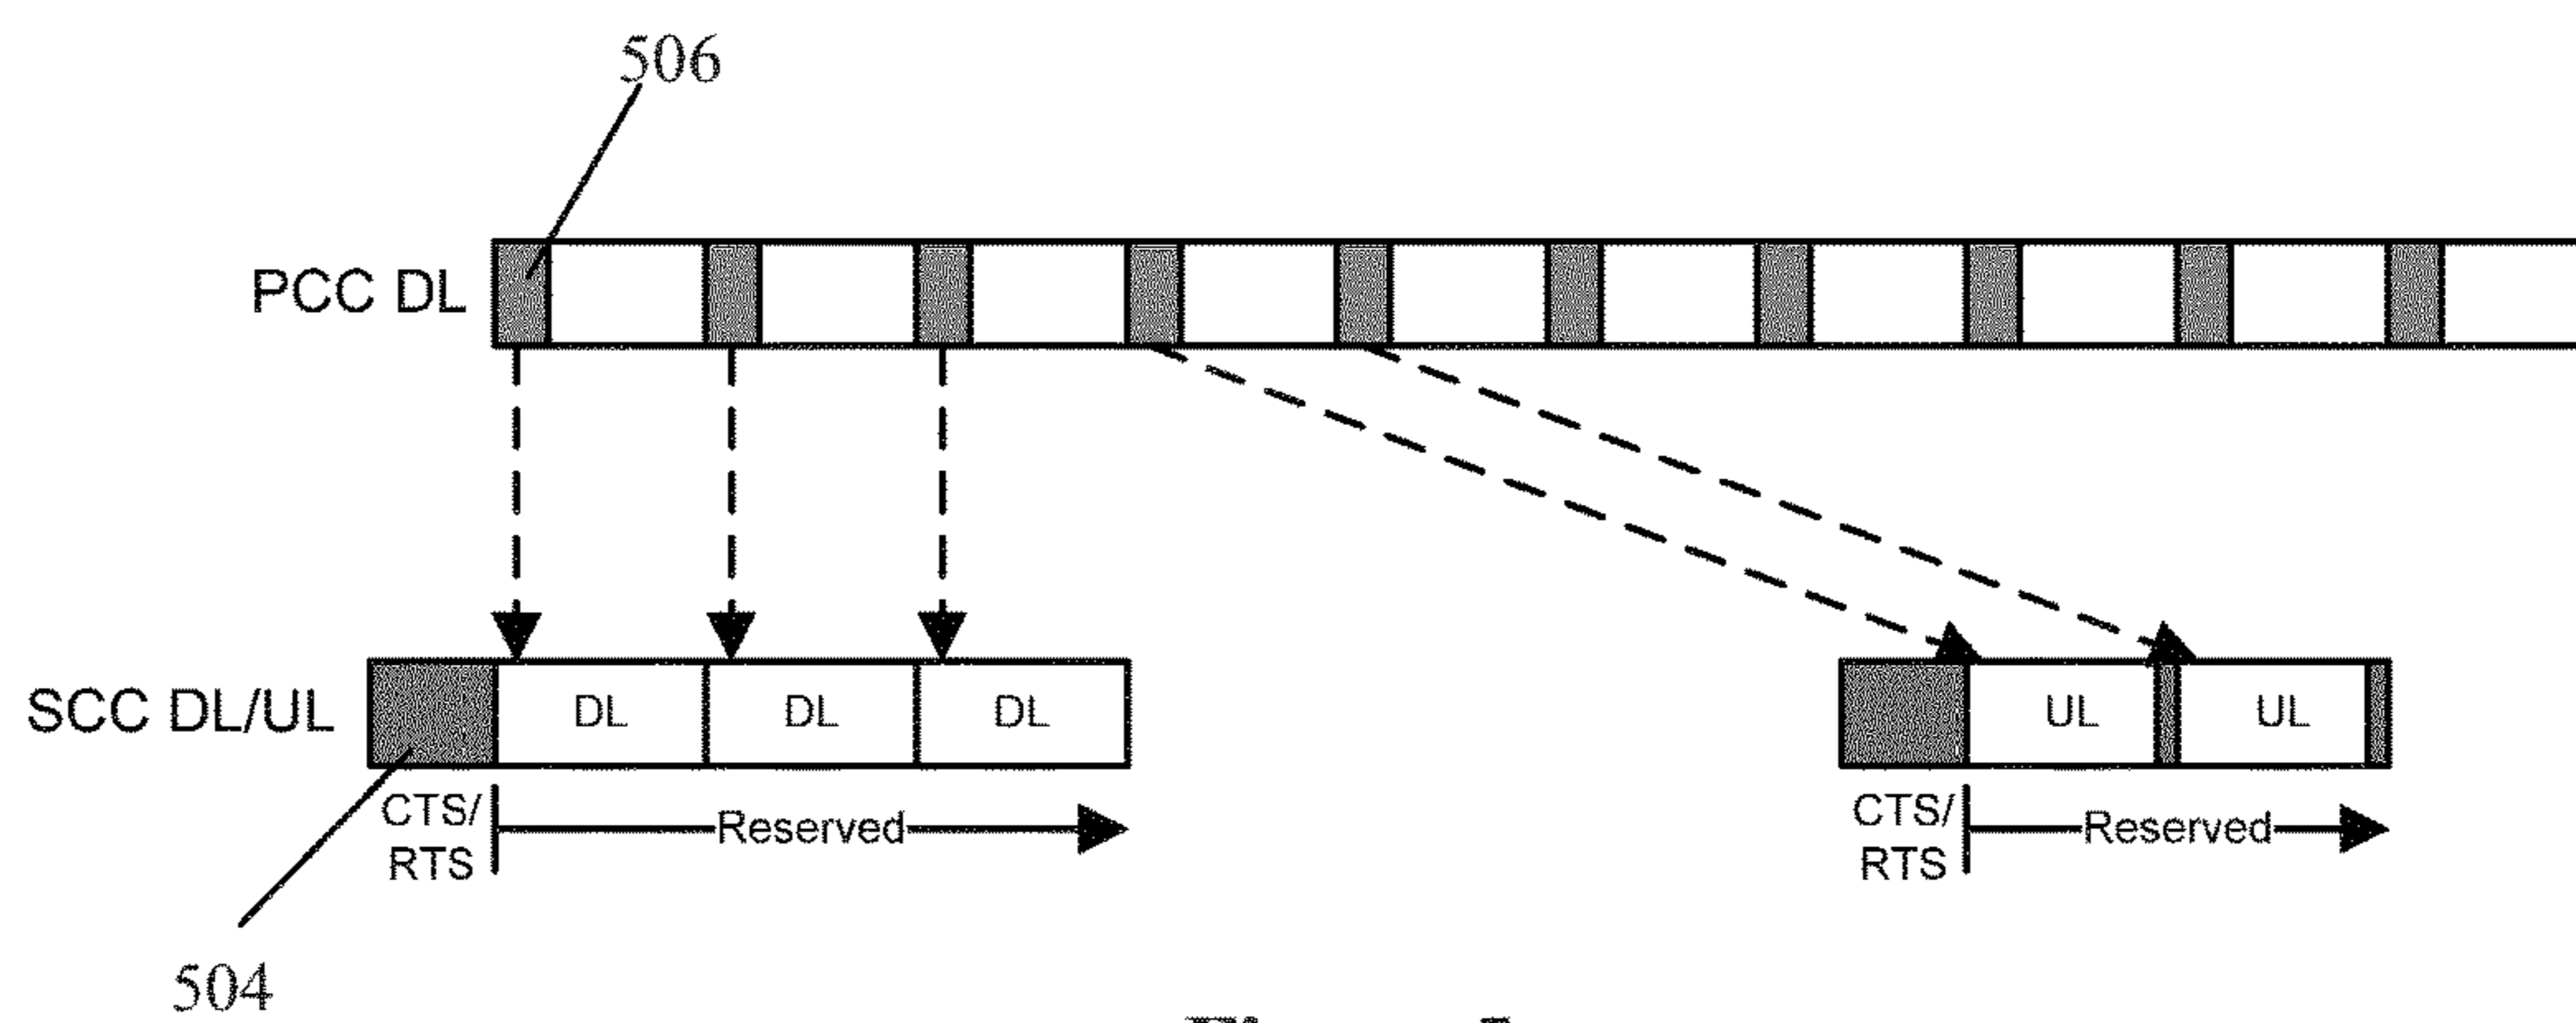 506
PCC DL
SCC DL/UL
DL
DL
DL
UL
UL
CTS/
RTS
Reserved
CTS/
RTS
Reserved
504